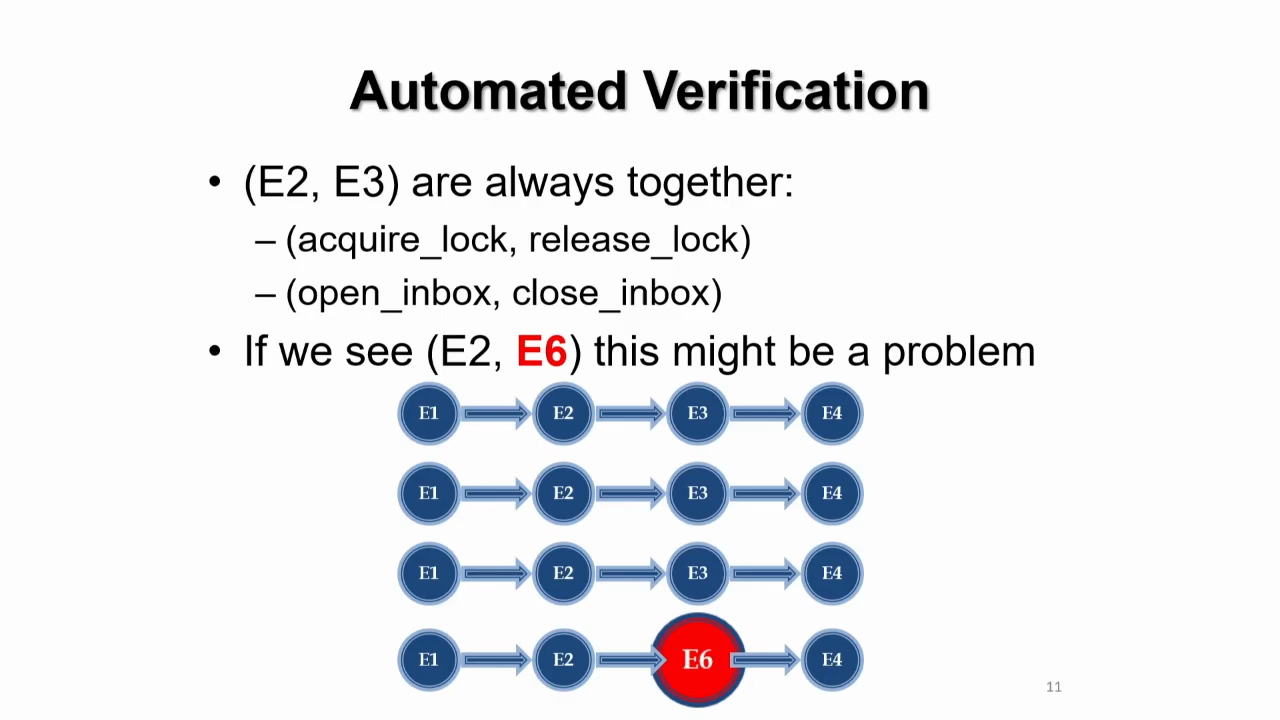 Automated Verification
• (E2, E3) are always together:
– (acquire_lock, release_lock)
– (open_inbox, close_inbox)
• If we see (E2, E6) this might be a problem
E1 E2 E3 E4
E1 E2 E3 E4
E1 E2 E3 E4
E1 E2 E6 E4
11